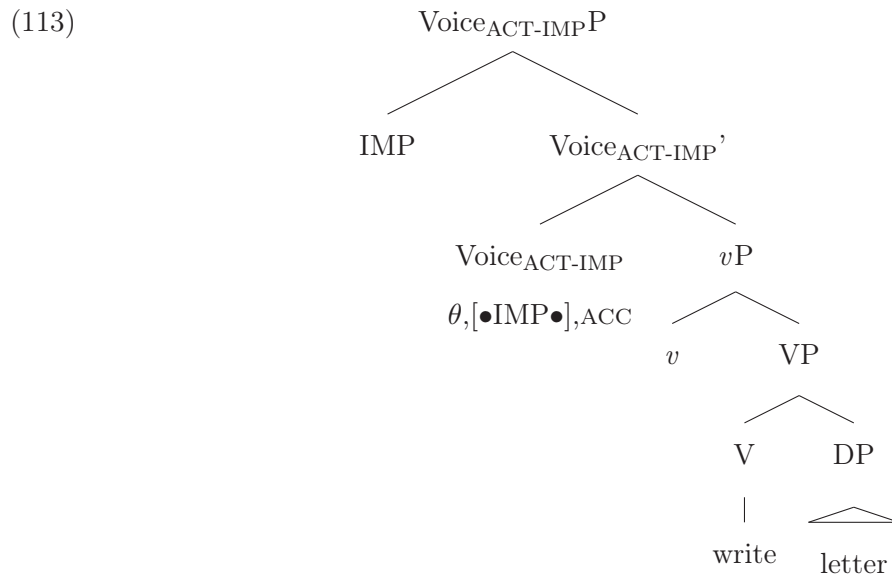 (113) Voice_ACT-IMP P
IMP Voice_ACT-IMP’
Voice_ACT-IMP vP
θ,[●IMP●],ACC
v VP
V DP
write letter